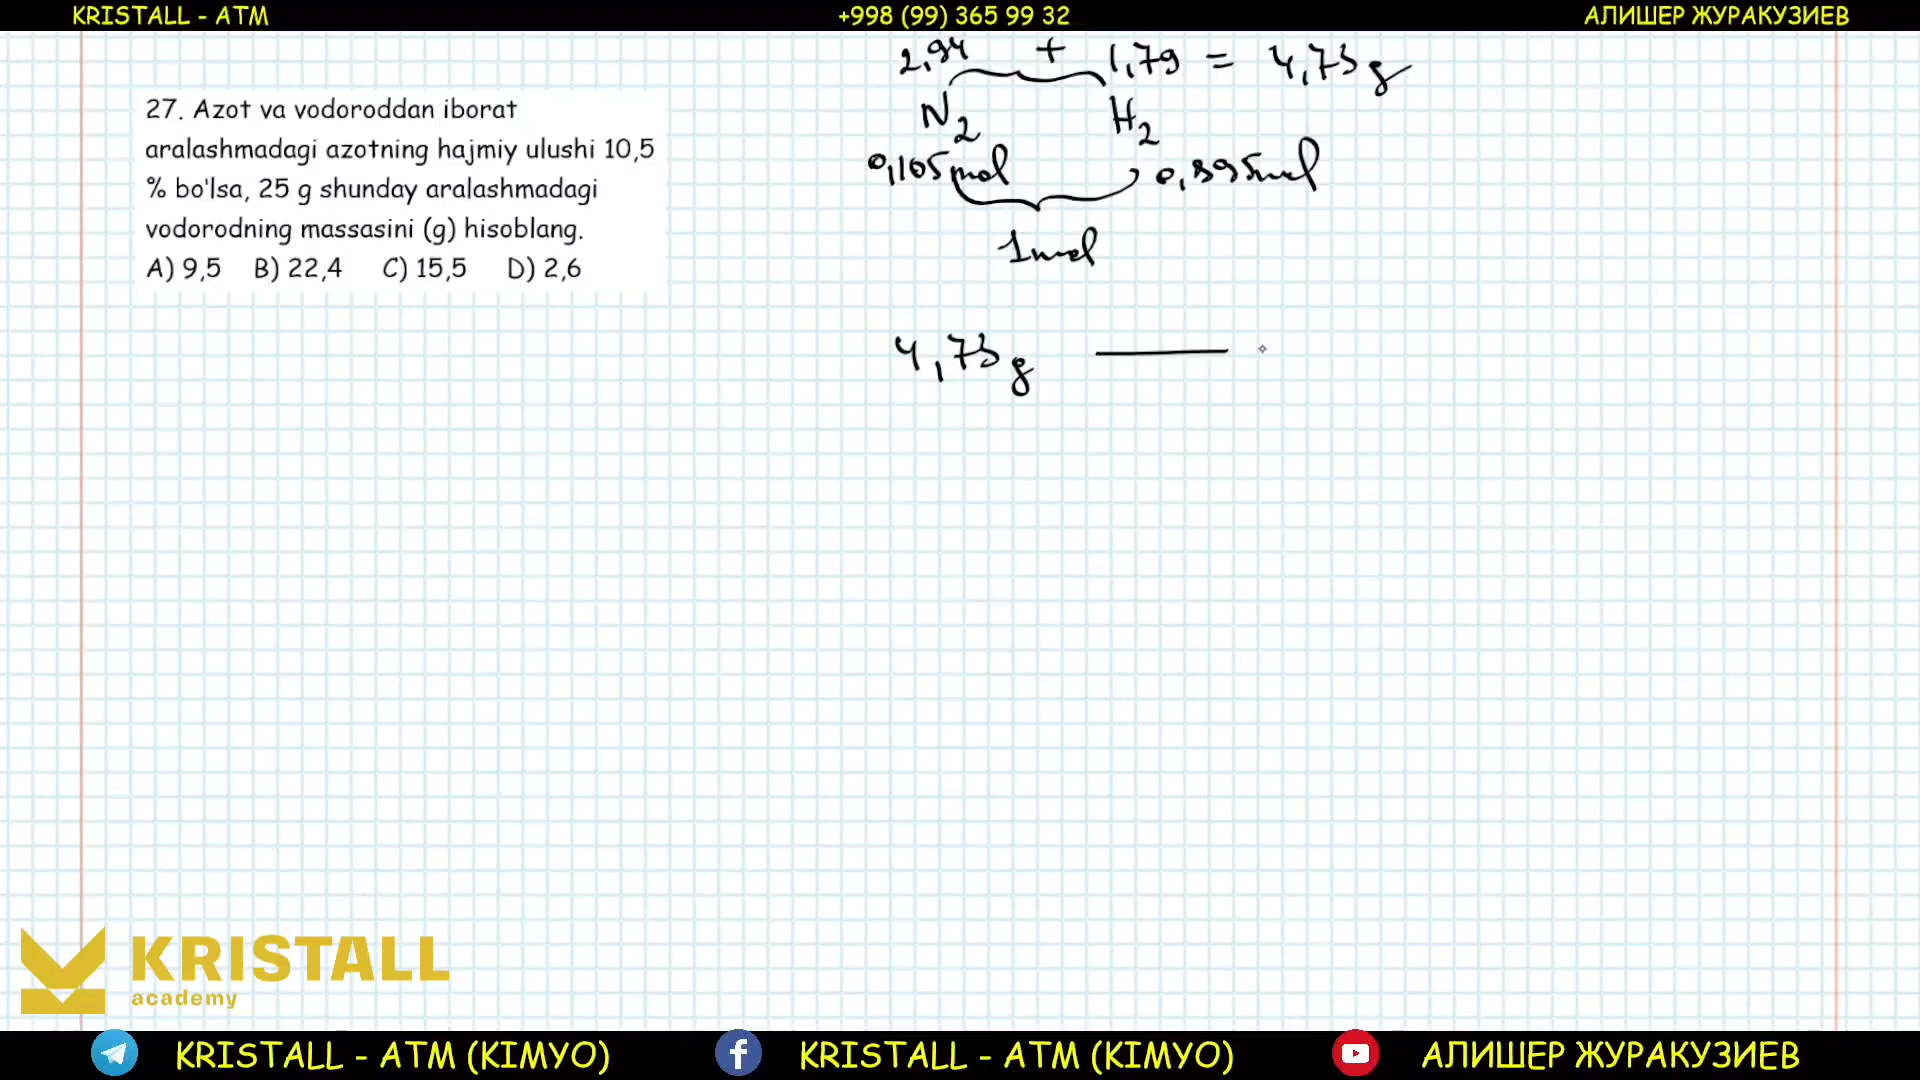 KRISTALL - ATM
+998 (99) 365 99 32
АЛИШЕР ЖУРАКУЗИЕВ
27. Azot va vodoroddan iborat
aralashmadagi azotning hajmiy ulushi 10,5
% bo'lsa, 25 g shunday aralashmadagi
vodorodning massasini (g) hisoblang.
A) 9,5 B) 22,4 C) 15,5 D) 2,6
2,94 + 1,79 = 4,73 g
N2 H2
0,105 mol 0,895 mol
1 mol
4,73 g
KRISTALL
academy
KRISTALL - ATM (KIMYO)
KRISTALL - ATM (KIMYO)
АЛИШЕР ЖУРАКУЗИЕВ